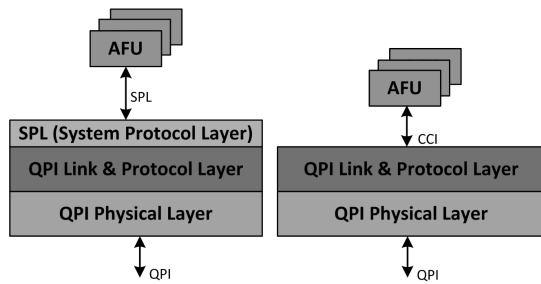 AFU
SPL
SPL (System Protocol Layer)
QPI Link & Protocol Layer
QPI Physical Layer
QPI
AFU
CCI
QPI Link & Protocol Layer
QPI Physical Layer
QPI